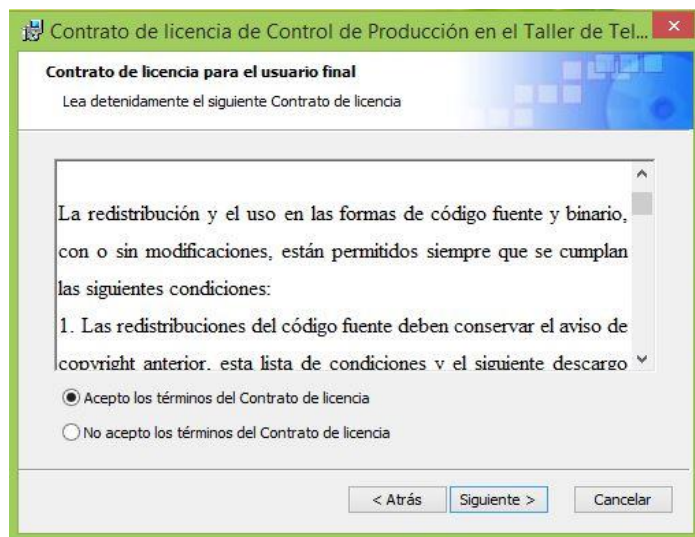 Contrato de licencia de Control de Producción en el Taller de Tel...
Contrato de licencia para el usuario final
Lea detenidamente el siguiente Contrato de licencia
La redistribución y el uso en las formas de código fuente y binario,
con o sin modificaciones, están permitidos siempre que se cumplan
las siguientes condiciones:
1. Las redistribuciones del código fuente deben conservar el aviso de
copyright anterior, esta lista de condiciones y el siguiente descargo
Acepto los términos del Contrato de licencia
No acepto los términos del Contrato de licencia
< Atrás Siguiente > Cancelar